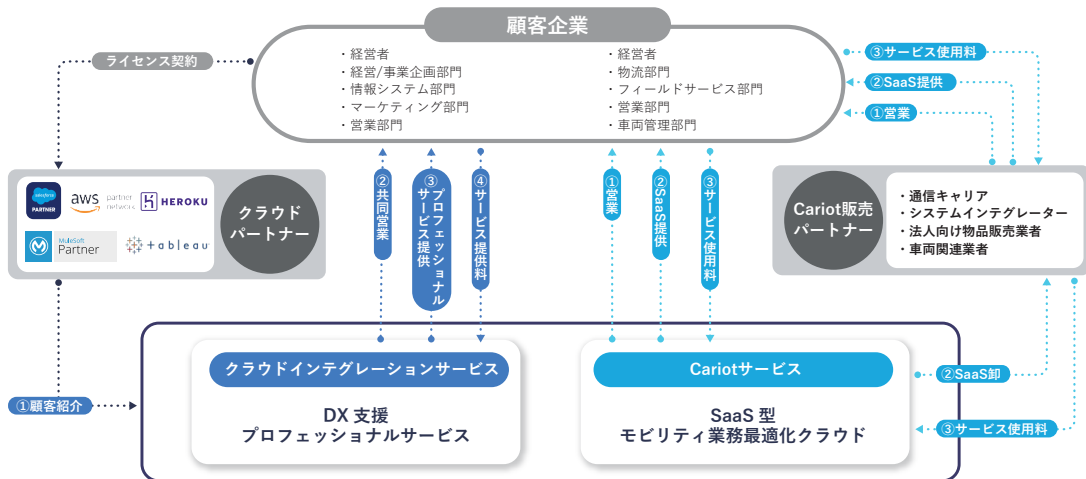 顧客企業
・経営者
・経営/事業企画部門
・情報システム部門
・マーケティング部門
・営業部門
・経営者
・物流部門
・フィールドサービス部門
・営業部門
・車両管理部門
ライセンス契約
③サービス使用料
②SaaS提供
①営業
salesforce
PARTNER
aws
partner
network
HEROKU
MuleSoft
Partner
+ableau
クラウド
パートナー
②共同営業
③プロフェッショナル
サービス提供
④サービス提供料
①営業
②SaaS提供
③サービス使用料
Cariot販売
パートナー
・通信キャリア
・システムインテグレーター
・法人向け物品販売業者
・車両関連業者
①顧客紹介
クラウドインテグレーションサービス
DX 支援
プロフェッショナルサービス
Cariotサービス
SaaS 型
モビリティ業務最適化クラウド
②SaaS卸
③サービス使用料